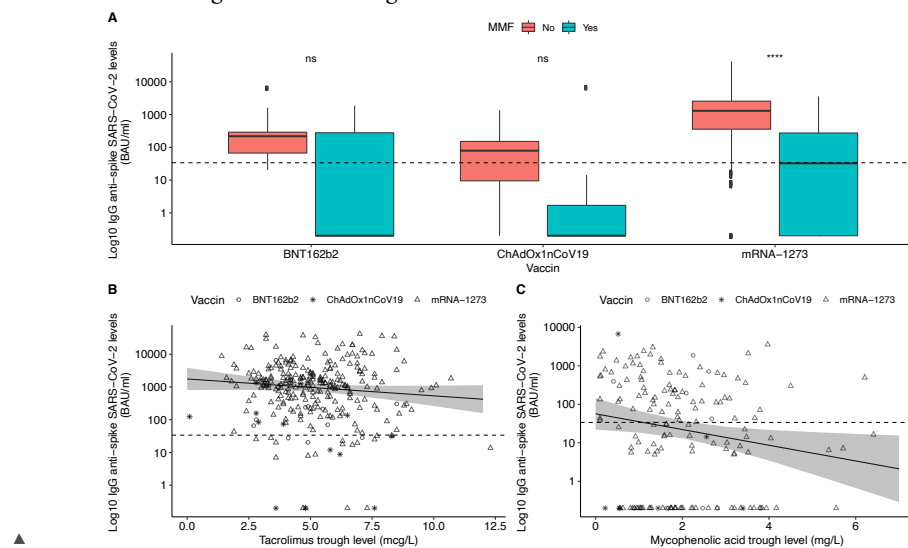 A
MMF No Yes
Log10 IgG anti-spike SARS-CoV-2 levels
(BAU/ml)
10000
1000
100
10
1
ns
ns
****
BNT162b2
ChAdOx1nCoV19
mRNA-1273
Vaccin
B
Vaccin BNT162b2 ChAdOx1nCoV19 mRNA-1273
Log10 IgG anti-spike SARS-CoV-2 levels
(BAU/ml)
10000
1000
100
10
1
0.0 2.5 5.0 7.5 10.0 12.5
Tacrolimus trough level (mcg/L)
C
Vaccin BNT162b2 ChAdOx1nCoV19 mRNA-1273
Log10 IgG anti-spike SARS-CoV-2 levels
(BAU/ml)
10000
1000
100
10
1
0 2 4 6
Mycophenolic acid trough level (mg/L)